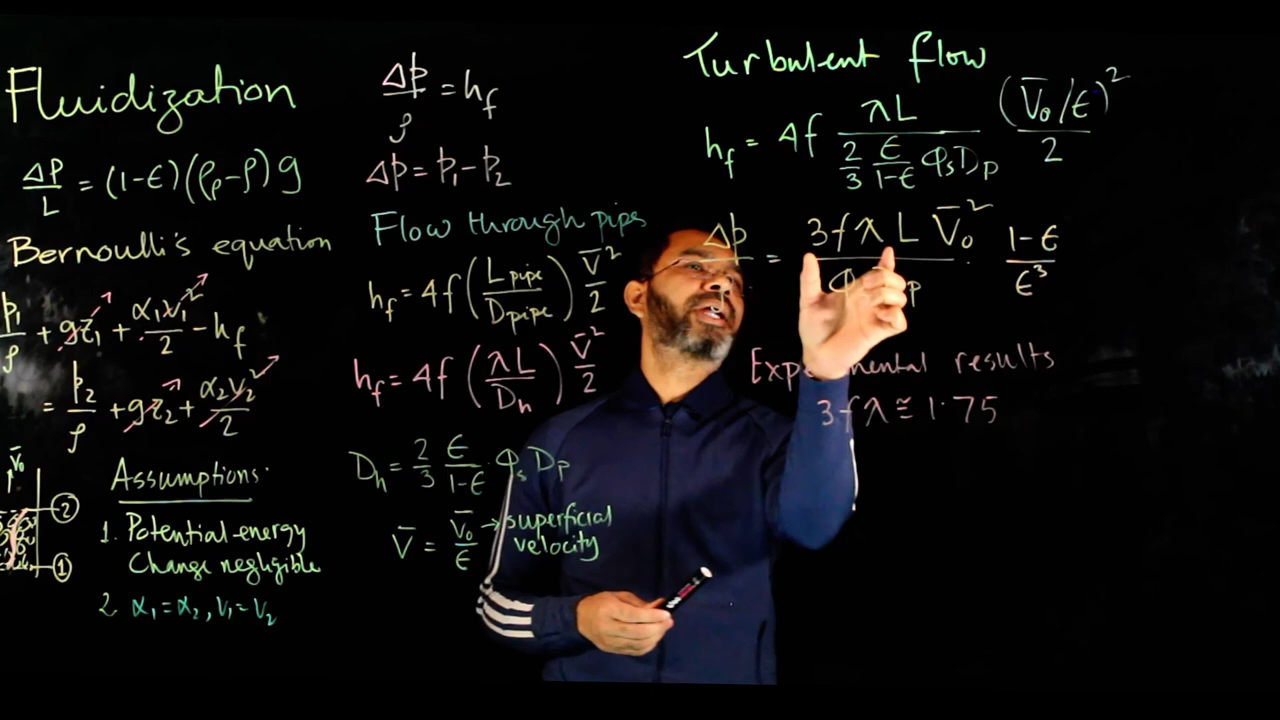 Fluidization
Δp/L = (1-ϵ)(ρp-ρ)g
Bernoulli's equation
p1/ρ + gz1 + α1v1²/2 - hf
= p2/ρ + gz2 + α2v2²/2
V̄0
2
1
Assumptions.
1. Potential energy
Change negligible
2. α1 = α2, V1 = V2
Δp/ρ = hf
Δp = p1 - p2
Flow through pipes
hf = 4f (Lpipe/Dpipe) V̄²/2
hf = 4f (λL/Dh) V̄²/2
Dh = 2/3 ϵ/1-ϵ · Φs Dp
V̄ = V̄0/ϵ → superficial
velocity
Turbulent flow
hf = 4f λL/(2/3 ϵ/1-ϵ Φs Dp) (V̄0/ϵ)²/2
Δp = 3fλ L V̄0² / Φ p · 1-ϵ/ϵ³
results
3fλ ≅ 1.75